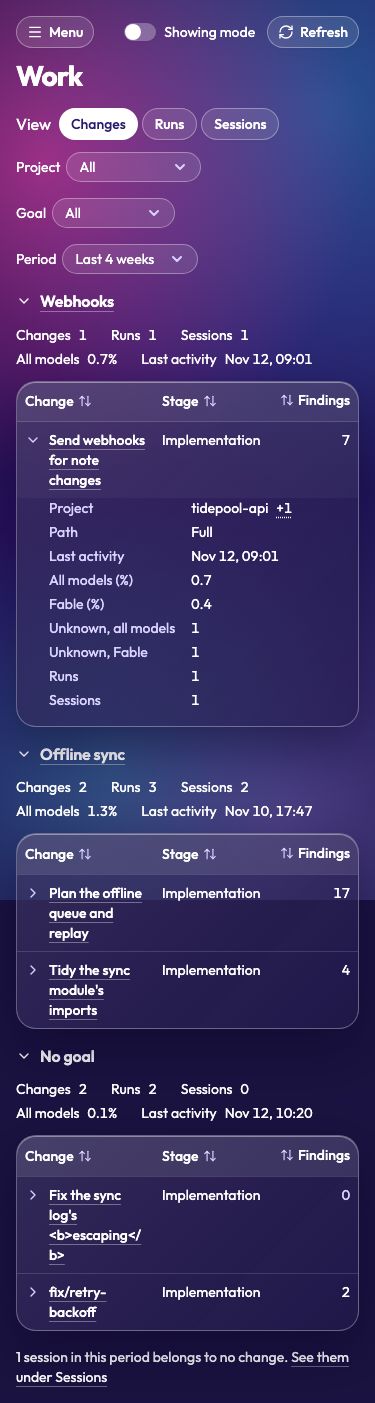 Menu Showing mode Refresh
Work
View Changes Runs Sessions
Project All
Goal All
Period Last 4 weeks
Webhooks
Changes 1 Runs 1 Sessions 1
All models 0.7% Last activity Nov 12, 09:01
Change Stage Findings
Send webhooks Implementation 7
for note
changes
Project tidepool-api +1
Path Full
Last activity Nov 12, 09:01
All models (%) 0.7
Fable (%) 0.4
Unknown, all models 1
Unknown, Fable 1
Runs 1
Sessions 1
Offline sync
Changes 2 Runs 3 Sessions 2
All models 1.3% Last activity Nov 10, 17:47
Change Stage Findings
Plan the offline Implementation 17
queue and
replay
Tidy the sync Implementation 4
module's
imports
No goal
Changes 2 Runs 2 Sessions 0
All models 0.1% Last activity Nov 12, 10:20
Change Stage Findings
Fix the sync Implementation 0
log's
<b>escaping</
b>
fix/retry- Implementation 2
backoff
1 session in this period belongs to no change. See them
under Sessions